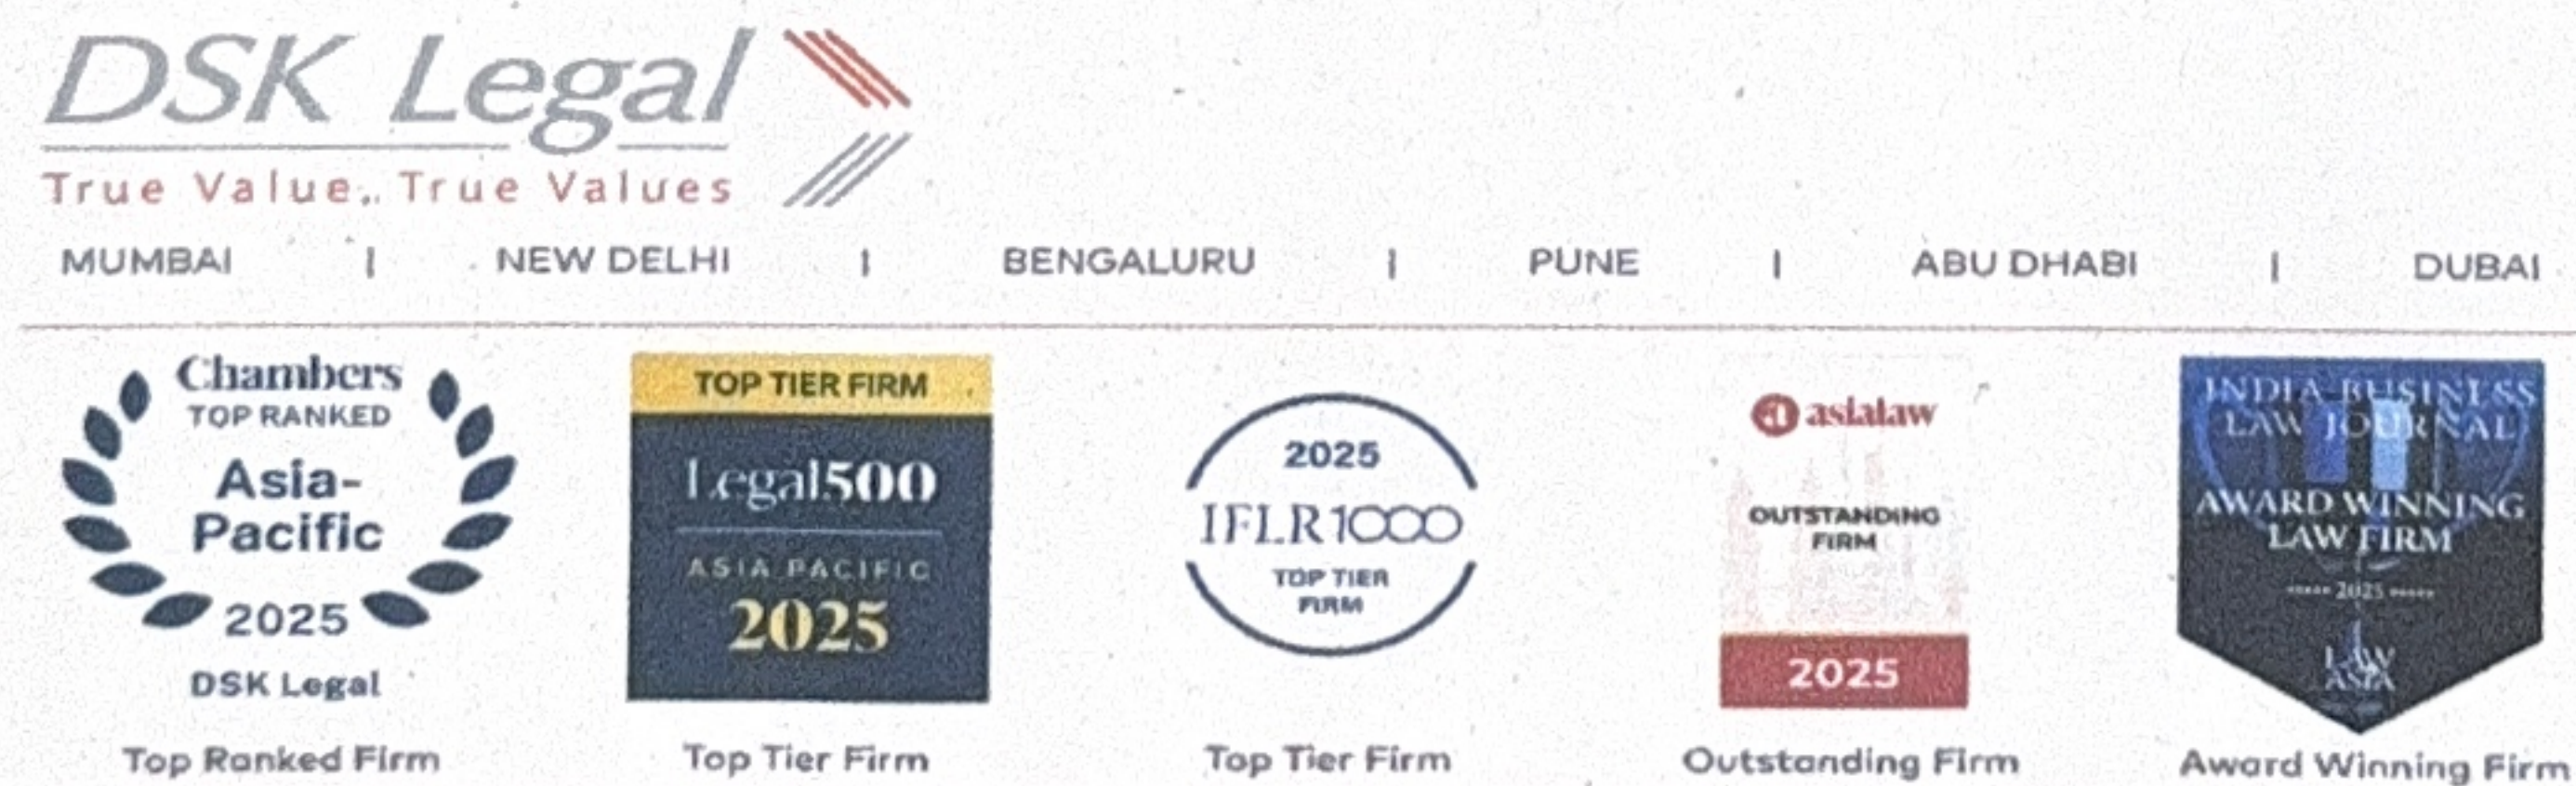 DSK Legal
True Value.. True Values
MUMBAI | NEW DELHI | BENGALURU | PUNE | ABU DHABI | DUBAI
Chambers
TOP RANKED
Asia-
Pacific
2025
DSK Legal
Top Ranked Firm
TOP TIER FIRM
Legal500
ASIA PACIFIC
2025
Top Tier Firm
2025
IFLR1000
TOP TIER
FIRM
Top Tier Firm
asialaw
OUTSTANDING
FIRM
2025
Outstanding Firm
INDIA BUSINESS
LAW JOURNAL
AWARD WINNING
LAW FIRM
2025
LAW
ASIA
Award Winning Firm